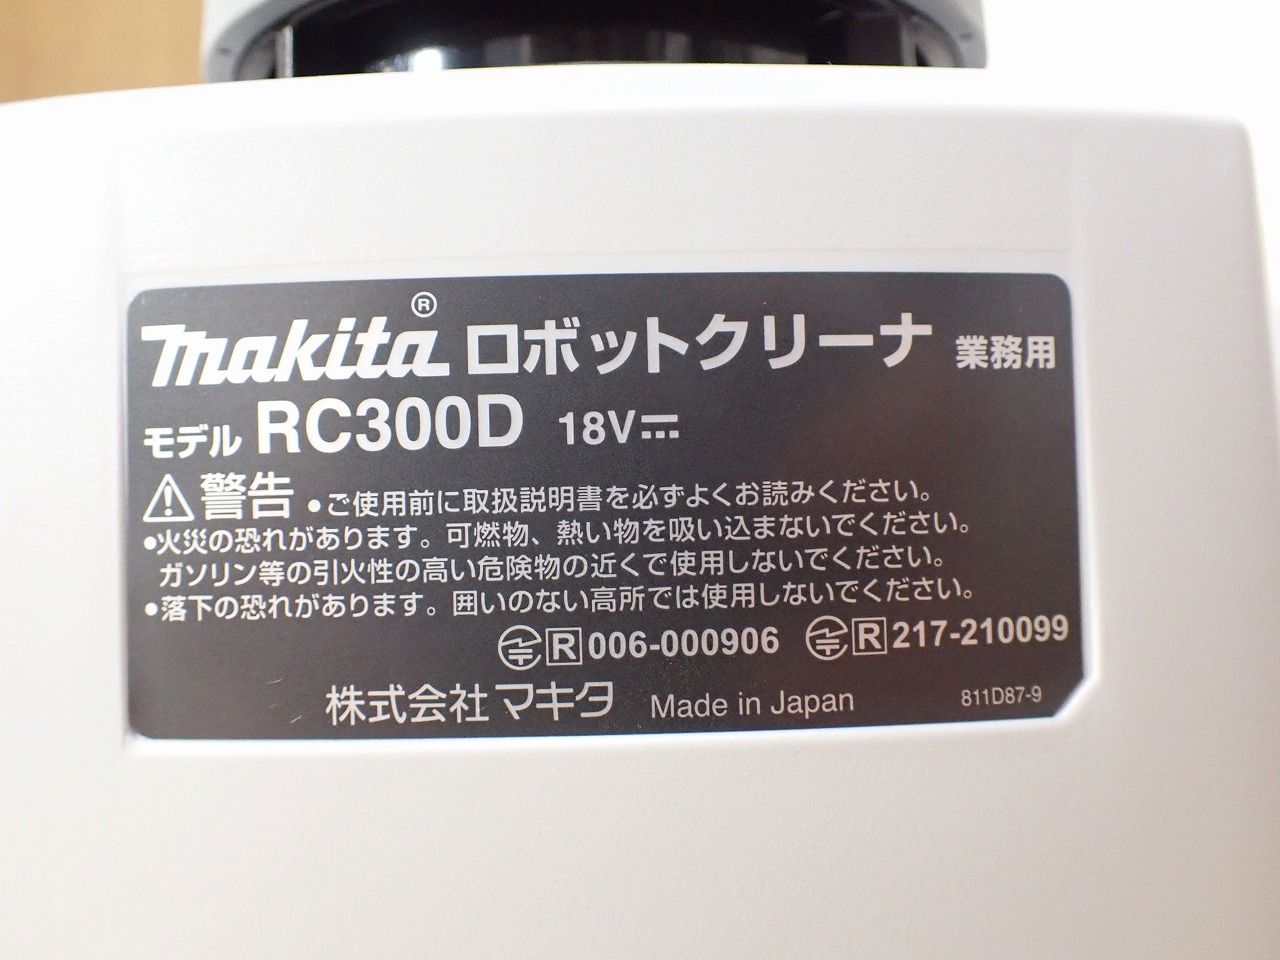 makita® ロボットクリーナ 業務用
モデル RC300D 18V⎓
⚠警告 ●ご使用前に取扱説明書を必ずよくお読みください。
●火災の恐れがあります。可燃物、熱い物を吸い込まないでください。
ガソリン等の引火性の高い危険物の近くで使用しないでください。
●落下の恐れがあります。囲いのない高所では使用しないでください。
R 006-000906 R 217-210099
株式会社マキタ Made in Japan 811D87-9